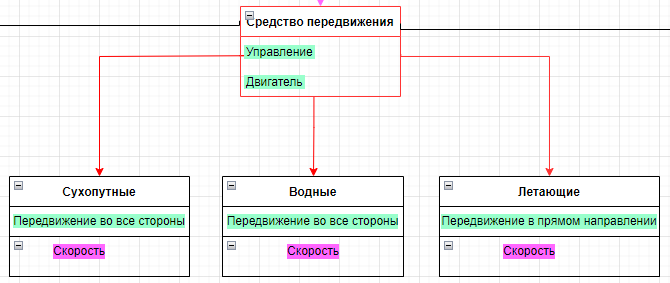 Средство передвижения
Управление
Двигатель
Сухопутные
Передвижение во все стороны
Скорость
Водные
Передвижение во все стороны
Скорость
Летающие
Передвижение в прямом направлении
Скорость